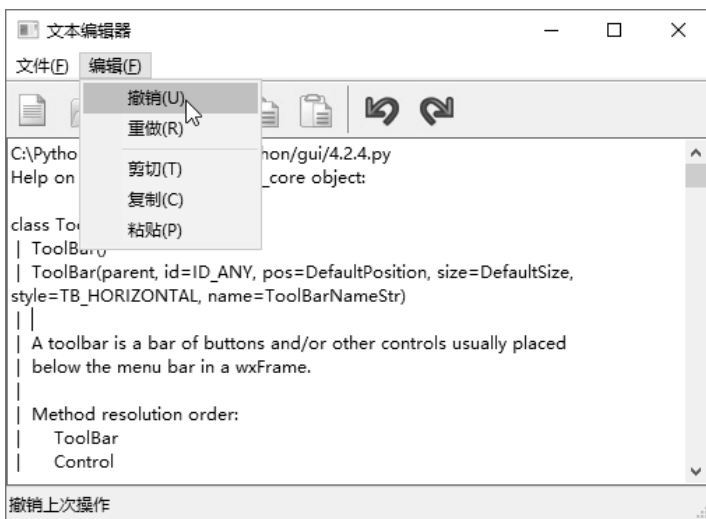 文本编辑器
文件(F) 编辑(F)
撤销(U)
重做(R)
剪切(T)
复制(C)
粘贴(P)
C:\Pytho hon/gui/4.2.4.py
Help on _core object:
class To
| ToolBar()
| ToolBar(parent, id=ID_ANY, pos=DefaultPosition, size=DefaultSize,
style=TB_HORIZONTAL, name=ToolBarNameStr)
|
| A toolbar is a bar of buttons and/or other controls usually placed
| below the menu bar in a wxFrame.
|
| Method resolution order:
| ToolBar
| Control
撤销上次操作